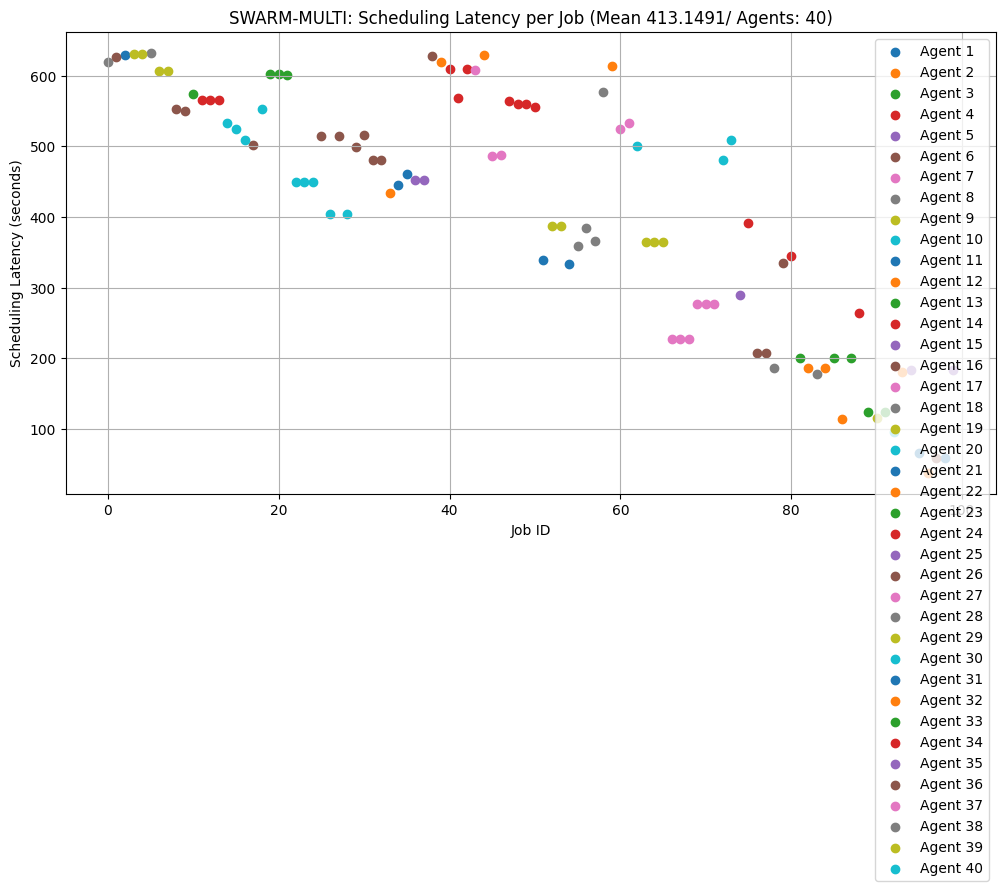 SWARM-MULTI: Scheduling Latency per Job (Mean 413.1491/ Agents: 40)
Scheduling Latency (seconds)
600
500
400
300
200
100
0
20
40
60
80
100
Job ID
Agent 1
Agent 2
Agent 3
Agent 4
Agent 5
Agent 6
Agent 7
Agent 8
Agent 9
Agent 10
Agent 11
Agent 12
Agent 13
Agent 14
Agent 15
Agent 16
Agent 17
Agent 18
Agent 19
Agent 20
Agent 21
Agent 22
Agent 23
Agent 24
Agent 25
Agent 26
Agent 27
Agent 28
Agent 29
Agent 30
Agent 31
Agent 32
Agent 33
Agent 34
Agent 35
Agent 36
Agent 37
Agent 38
Agent 39
Agent 40